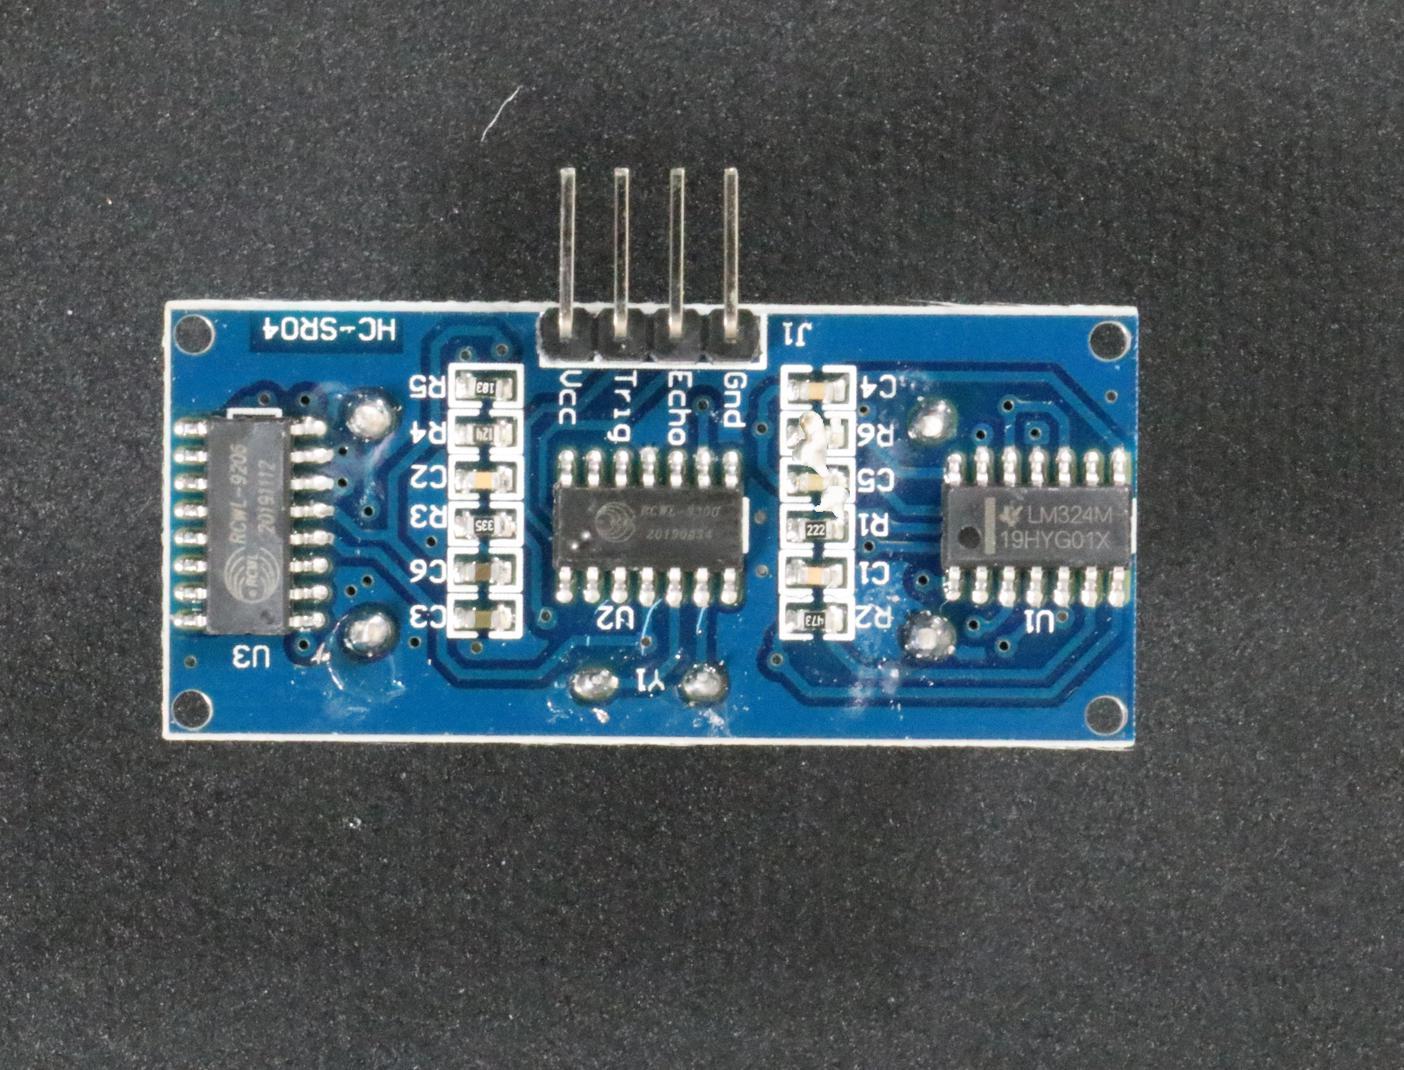 HC-SR04
J1
Vcc
Trig
Echo
Gnd
R5
183
R4
124
C2
R3
335
C6
C3
C4
R6
C5
R1
222
C1
R2
473
RCWL-9206
20191112
RCWL
U3
RCWL-9300
U2
Y1
LM324M
19HYG01X
U1